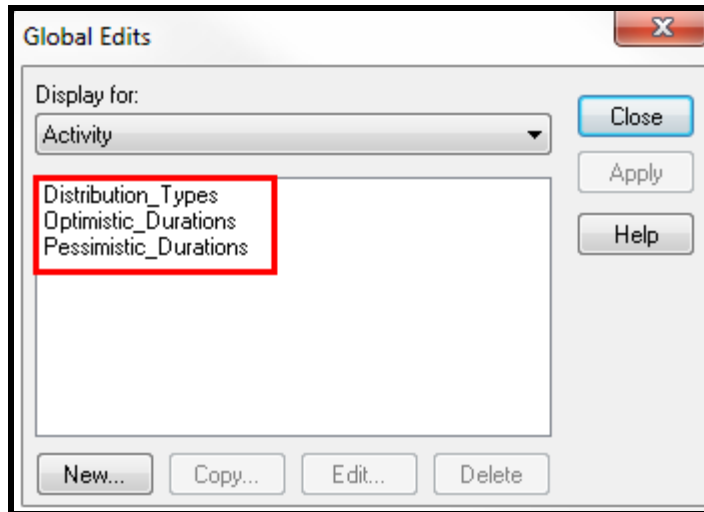 Global Edits
Display for:
Activity
Close
Apply
Help
Distribution_Types
Optimistic_Durations
Pessimistic_Durations
New...
Copy...
Edit...
Delete